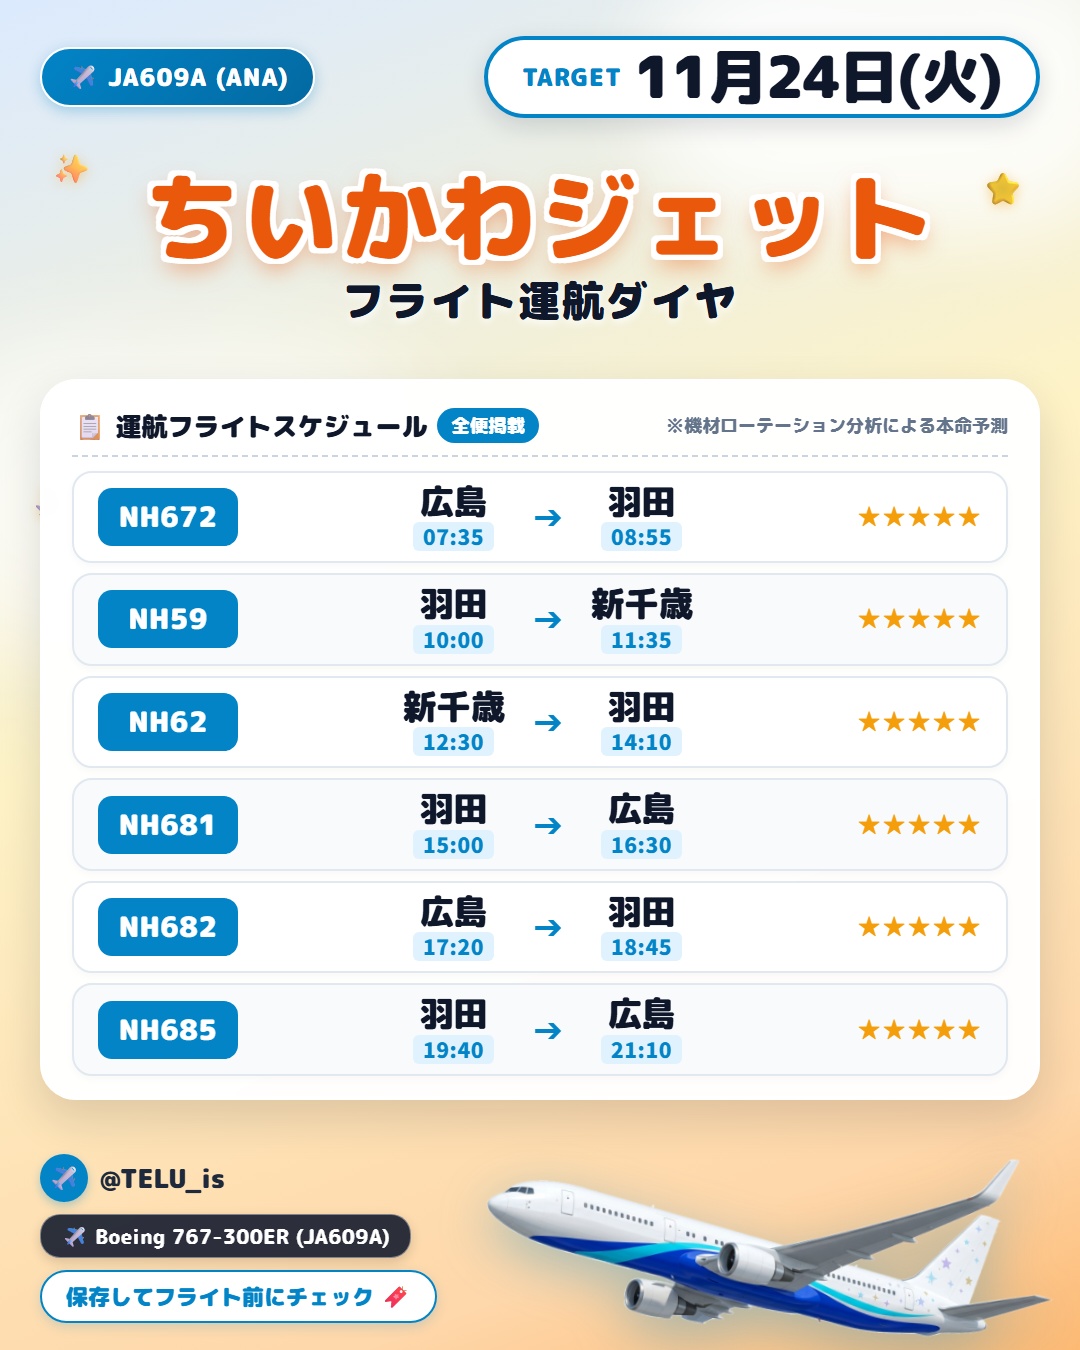 JA609A (ANA)
TARGET 11月24日(火)
ちいかわジェット
フライト運航ダイヤ
運航フライトスケジュール 全便掲載 ※機材ローテーション分析による本命予測
NH672 広島 07:35 → 羽田 08:55 ★★★★★
NH59 羽田 10:00 → 新千歳 11:35 ★★★★★
NH62 新千歳 12:30 → 羽田 14:10 ★★★★★
NH681 羽田 15:00 → 広島 16:30 ★★★★★
NH682 広島 17:20 → 羽田 18:45 ★★★★★
NH685 羽田 19:40 → 広島 21:10 ★★★★★
@TELU_is
Boeing 767-300ER (JA609A)
保存してフライト前にチェック